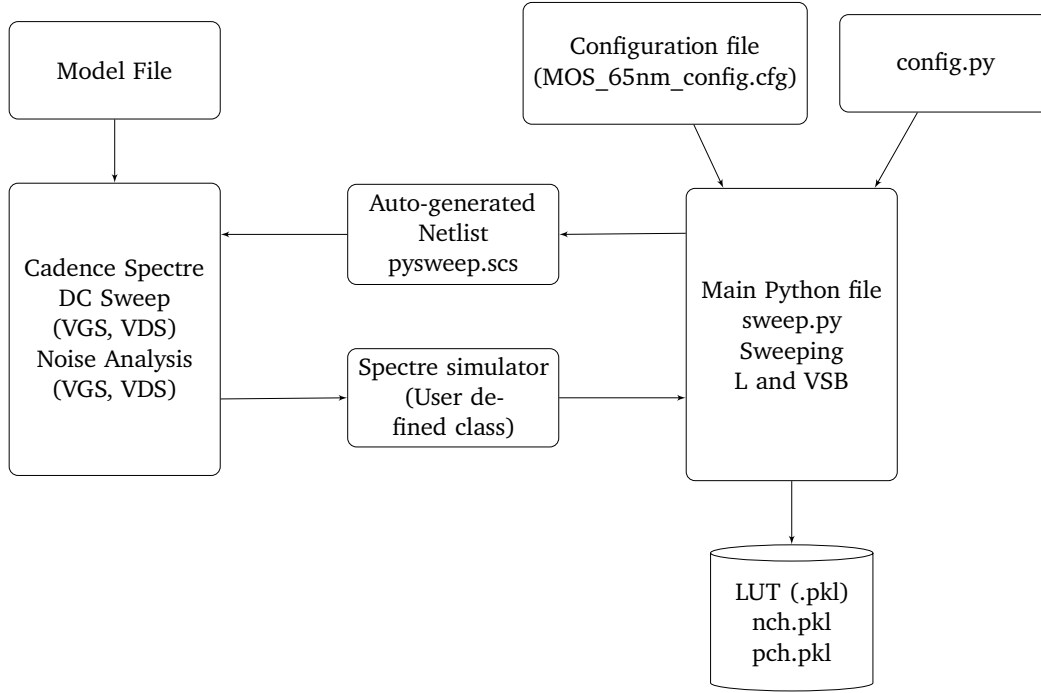 Model File
Configuration file
(MOS_65nm_config.cfg)
config.py
Auto-generated
Netlist
pysweep.scs
Cadence Spectre
DC Sweep
(VGS, VDS)
Noise Analysis
(VGS, VDS)
Main Python file
sweep.py
Sweeping
L and VSB
Spectre simulator
(User de-
fined class)
LUT (.pkl)
nch.pkl
pch.pkl